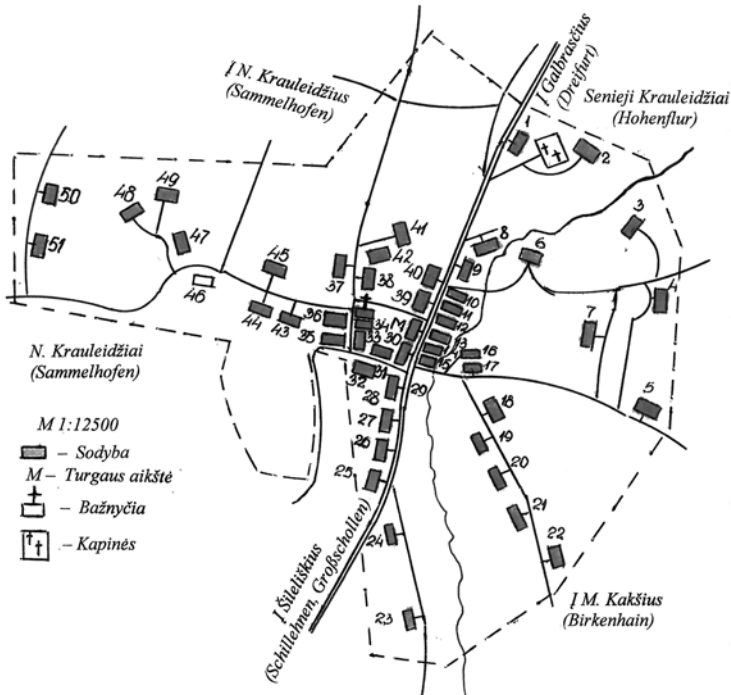 Į N. Krauleidžius
(Sammelhofen)
Į Galbrasčius
(Dreifurt)
Senieji Krauleidžiai
(Hohenflur)
1
2
3
4
5
6
7
8
9
10
11
12
13
15
16
17
18
19
20
21
22
23
24
25
26
27
28
29
30
31
32
33
34
35
36
37
38
39
40
41
42
43
44
45
46
47
48
49
50
51
M
N. Krauleidžiai
(Sammelhofen)
M 1:12500
– Sodyba
M – Turgaus aikštė
– Bažnyčia
– Kapinės
Į Šileliškius
(Schillehnen, Großschollen)
Į M. Kakšius
(Birkenhain)